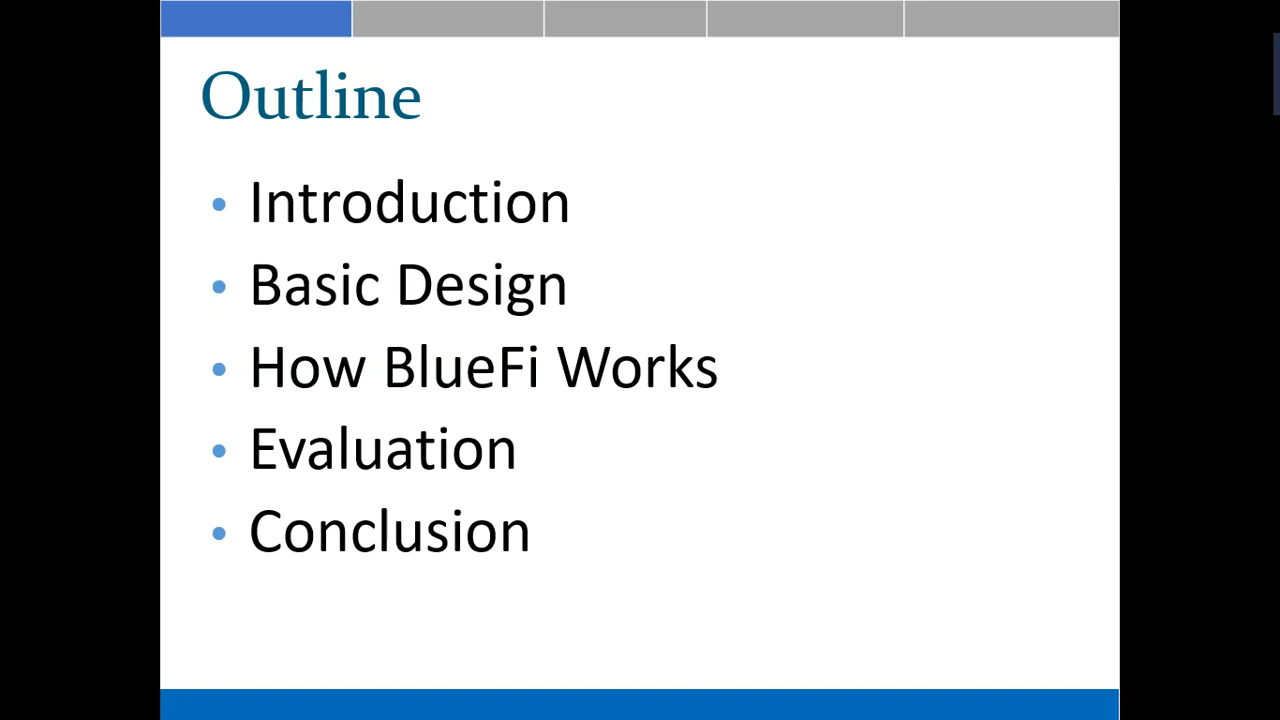 Outline
• Introduction
• Basic Design
• How BlueFi Works
• Evaluation
• Conclusion